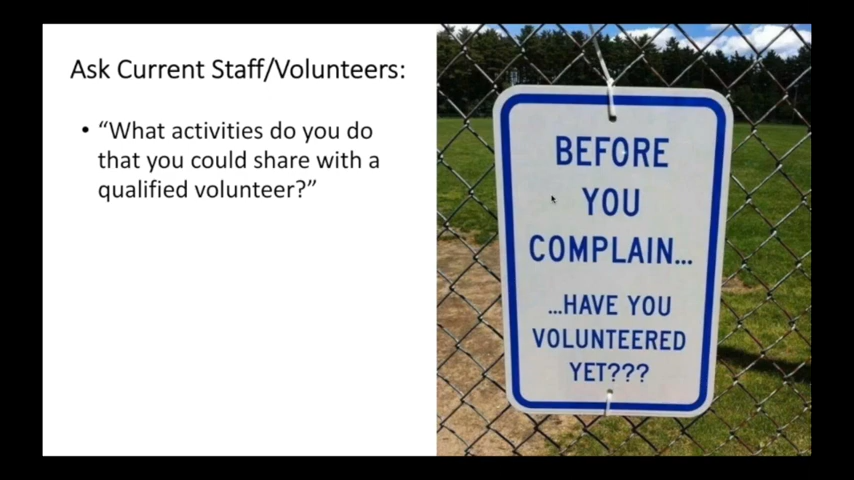 Ask Current Staff/Volunteers:
• “What activities do you do
that you could share with a
qualified volunteer?”
BEFORE
YOU
COMPLAIN...
...HAVE YOU
VOLUNTEERED
YET???